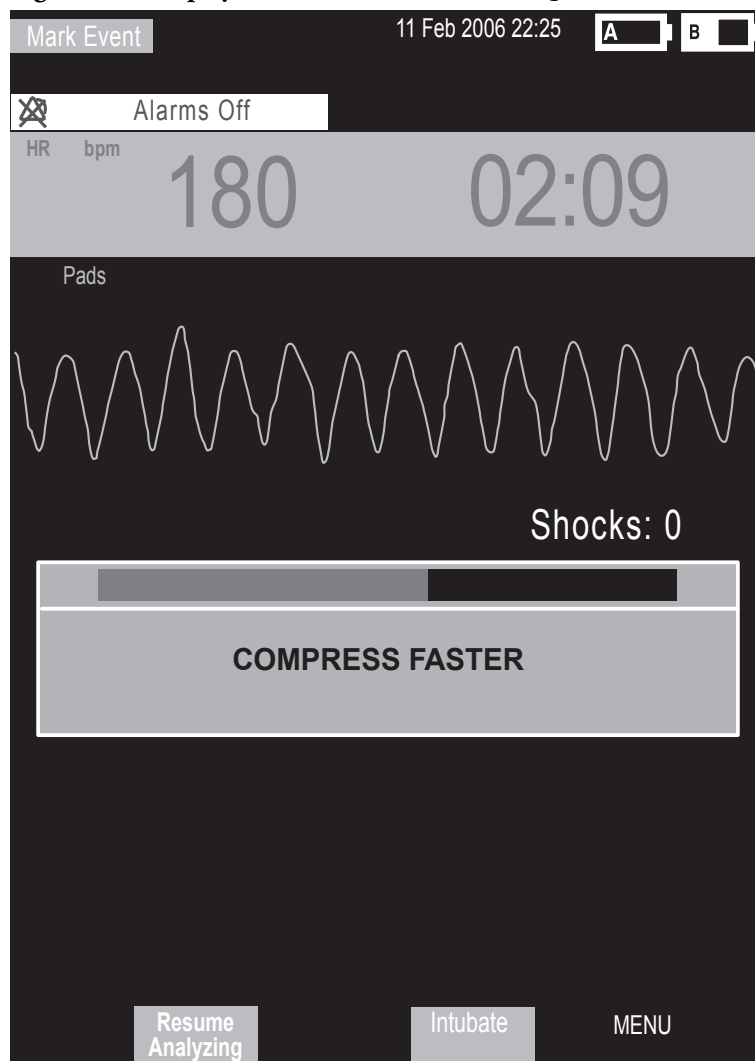 Mark Event 11 Feb 2006 22:25 A B
Alarms Off
HR bpm 180 02:09
Pads
Shocks: 0
COMPRESS FASTER
Resume Analyzing Intubate MENU